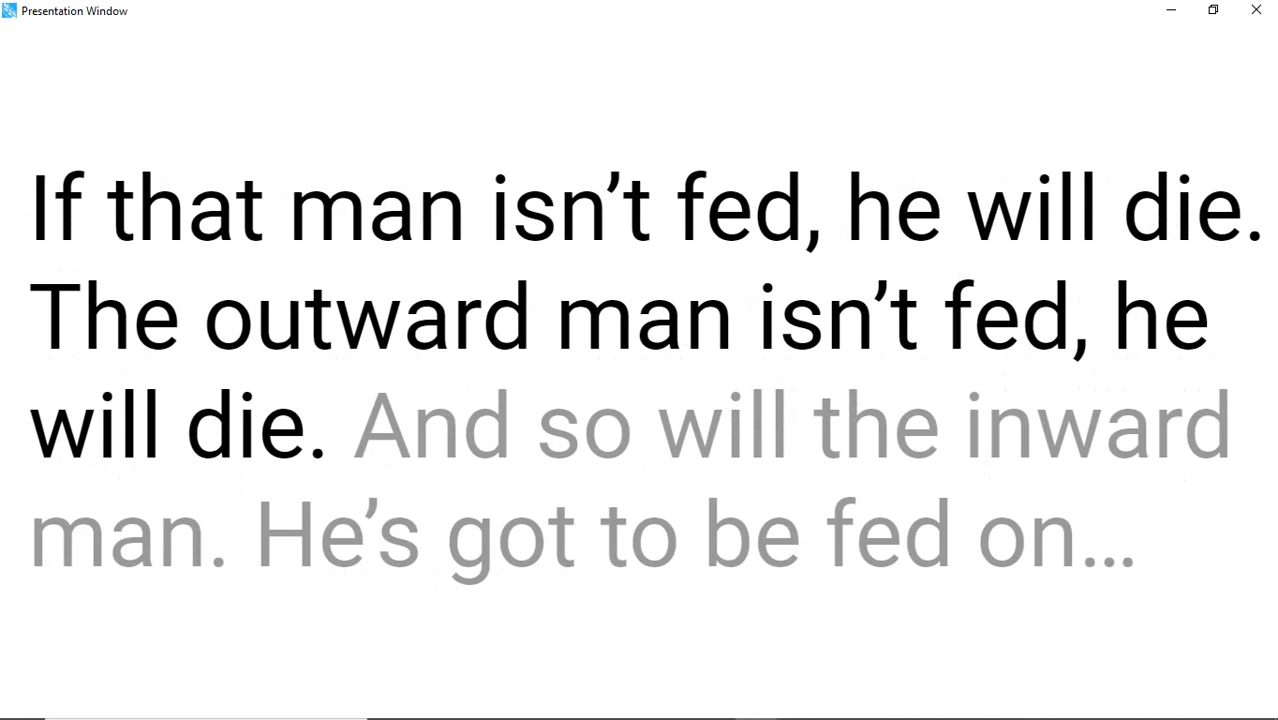 Presentation Window
If that man isn’t fed, he will die.
The outward man isn’t fed, he
will die. And so will the inward
man. He’s got to be fed on…